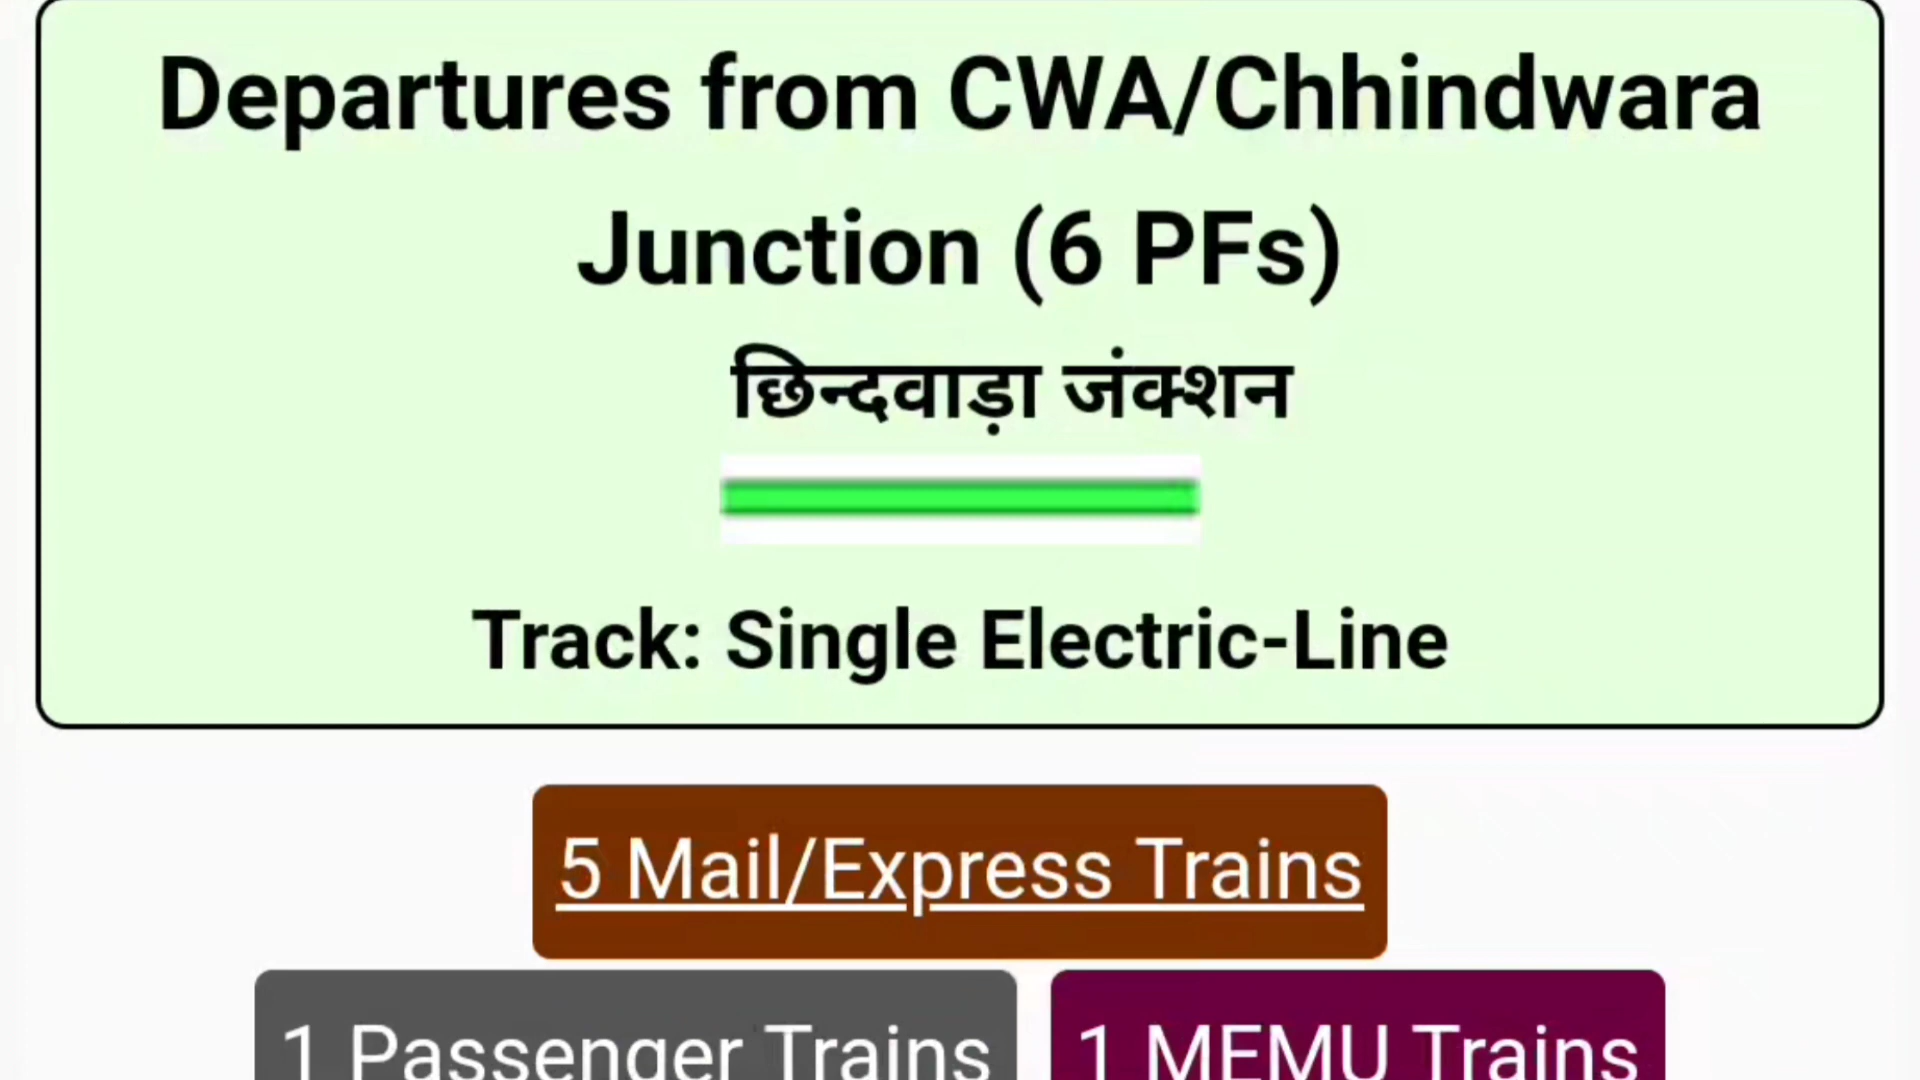 Departures from CWA/Chhindwara
Junction (6 PFs)
छिन्दवाड़ा जंक्शन
Track: Single Electric-Line
5 Mail/Express Trains
1 Passenger Trains
1 MEMU Trains